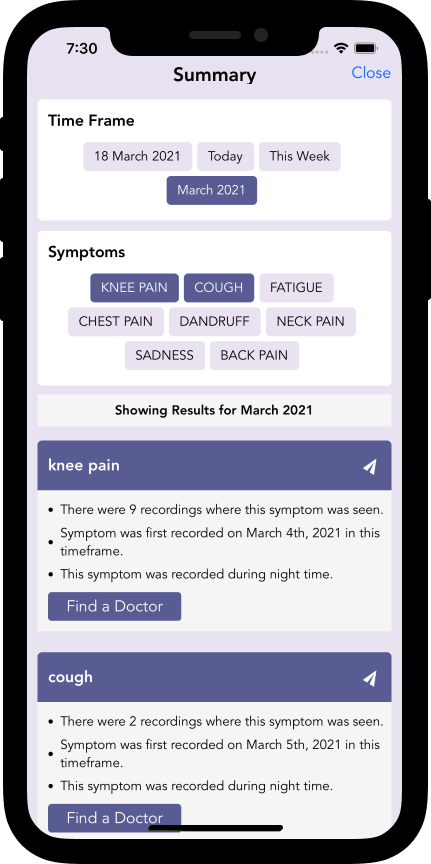 7:30
Summary
Close
Time Frame
18 March 2021
Today
This Week
March 2021
Symptoms
KNEE PAIN
COUGH
FATIGUE
CHEST PAIN
DANDRUFF
NECK PAIN
SADNESS
BACK PAIN
Showing Results for March 2021
knee pain
• There were 9 recordings where this symptom was seen.
• Symptom was first recorded on March 4th, 2021 in this
timeframe.
• This symptom was recorded during night time.
Find a Doctor
cough
• There were 2 recordings where this symptom was seen.
• Symptom was first recorded on March 5th, 2021 in this
timeframe.
• This symptom was recorded during night time.
Find a Doctor